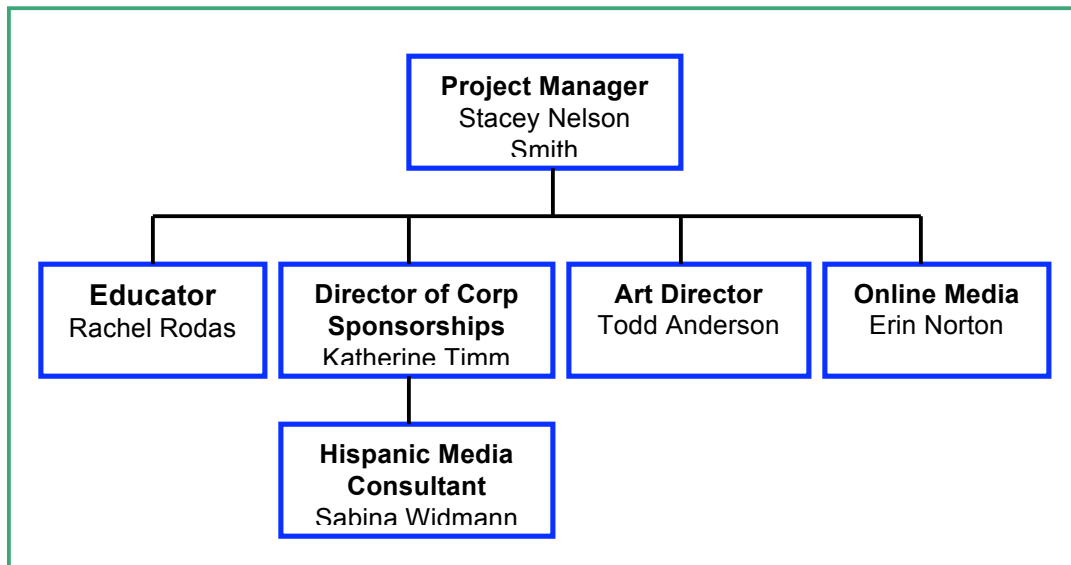 Project Manager
Stacey Nelson
Smith
Educator
Rachel Rodas
Director of Corp
Sponsorships
Katherine Timm
Art Director
Todd Anderson
Online Media
Erin Norton
Hispanic Media
Consultant
Sabina Widmann